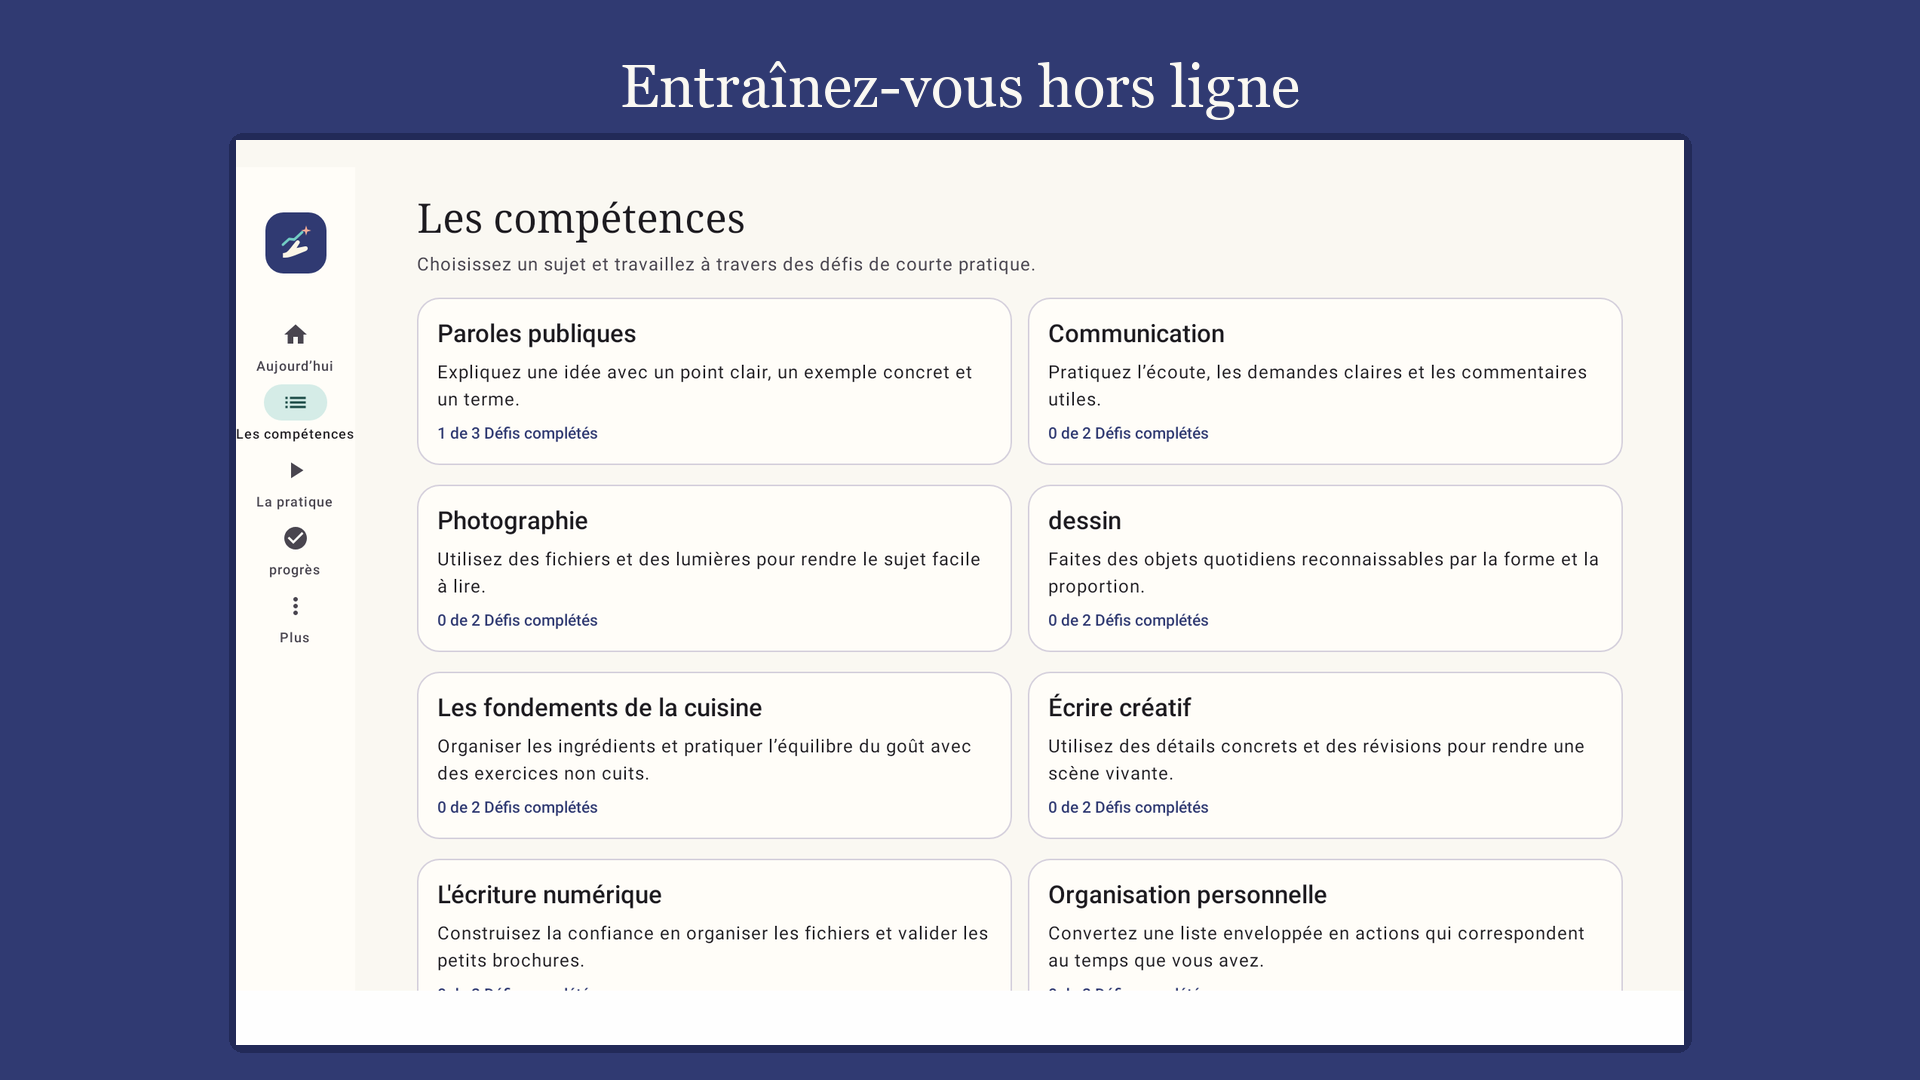 Entraînez-vous hors ligne
Les compétences
Choisissez un sujet et travaillez à travers des défis de courte pratique.
Aujourd’hui
Les compétences
La pratique
progrès
Plus
Paroles publiques
Expliquez une idée avec un point clair, un exemple concret et
un terme.
1 de 3 Défis complétés
Communication
Pratiquez l’écoute, les demandes claires et les commentaires
utiles.
0 de 2 Défis complétés
Photographie
Utilisez des fichiers et des lumières pour rendre le sujet facile
à lire.
0 de 2 Défis complétés
dessin
Faites des objets quotidiens reconnaissables par la forme et la
proportion.
0 de 2 Défis complétés
Les fondements de la cuisine
Organiser les ingrédients et pratiquer l’équilibre du goût avec
des exercices non cuits.
0 de 2 Défis complétés
Écrire créatif
Utilisez des détails concrets et des révisions pour rendre une
scène vivante.
0 de 2 Défis complétés
L'écriture numérique
Construisez la confiance en organiser les fichiers et valider les
petits brochures.
Organisation personnelle
Convertez une liste enveloppée en actions qui correspondent
au temps que vous avez.